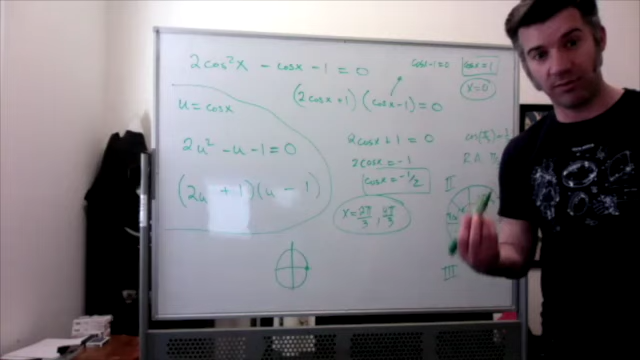 2cos²x - cosx - 1 = 0
u = cosx
2u² - u - 1 = 0
(2u + 1)(u - 1)
(2cosx + 1)(cosx - 1) = 0
cosx - 1 = 0
cosx = 1
x = 0
2cosx + 1 = 0
2cosx = -1
cosx = -1/2
x = 2π/3, 4π/3
R.A.
II
III